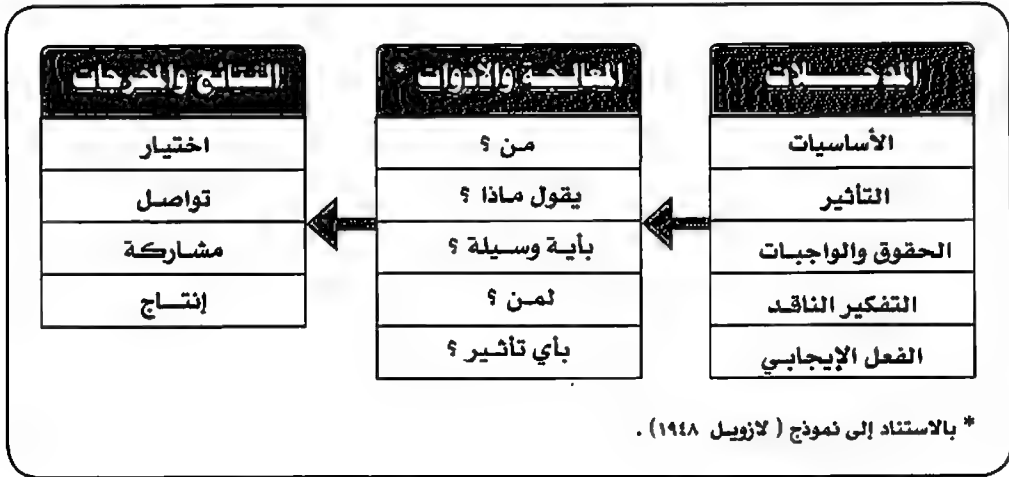 المدخلات
الأساسيات
التأثير
الحقوق والواجبات
التفكير الناقد
الفعل الإيجابي
المعالجة والأدوات *
من ؟
يقول ماذا ؟
بأية وسيلة ؟
لمن ؟
بأي تأثير ؟
النتائج والمخرجات
اختيار
تواصل
مشاركة
إنتاج
* بالاستناد إلى نموذج ( لازويل ١٩٤٨) .